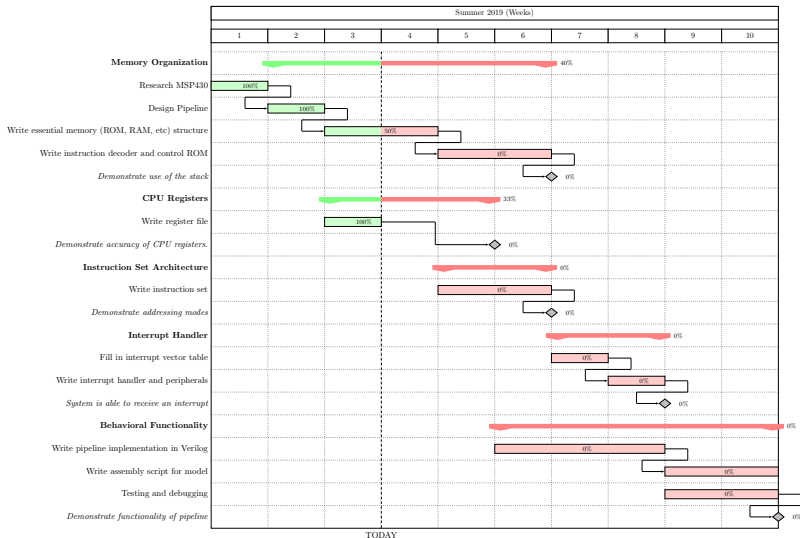 Summer 2019 (Weeks)
1 2 3 4 5 6 7 8 9 10
Memory Organization 40%
Research MSP430 100%
Design Pipeline 100%
Write essential memory (ROM, RAM, etc) structure 50%
Write instruction decoder and control ROM 0%
Demonstrate use of the stack 0%
CPU Registers 33%
Write register file 100%
Demonstrate accuracy of CPU registers. 0%
Instruction Set Architecture 0%
Write instruction set 0%
Demonstrate addressing modes 0%
Interrupt Handler 0%
Fill in interrupt vector table 0%
Write interrupt handler and peripherals 0%
System is able to receive an interrupt 0%
Behavioral Functionality 0%
Write pipeline implementation in Verilog 0%
Write assembly script for model 0%
Testing and debugging 0%
Demonstrate functionality of pipeline 0%
TODAY